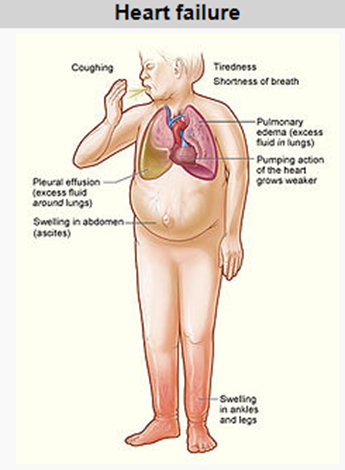 Heart failure
Coughing
Tiredness
Shortness of breath
Pulmonary
edema (excess
fluid in lungs)
Pumping action
of the heart
grows weaker
Pleural effusion
(excess fluid
around lungs)
Swelling in abdomen
(ascites)
Swelling
in ankles
and legs